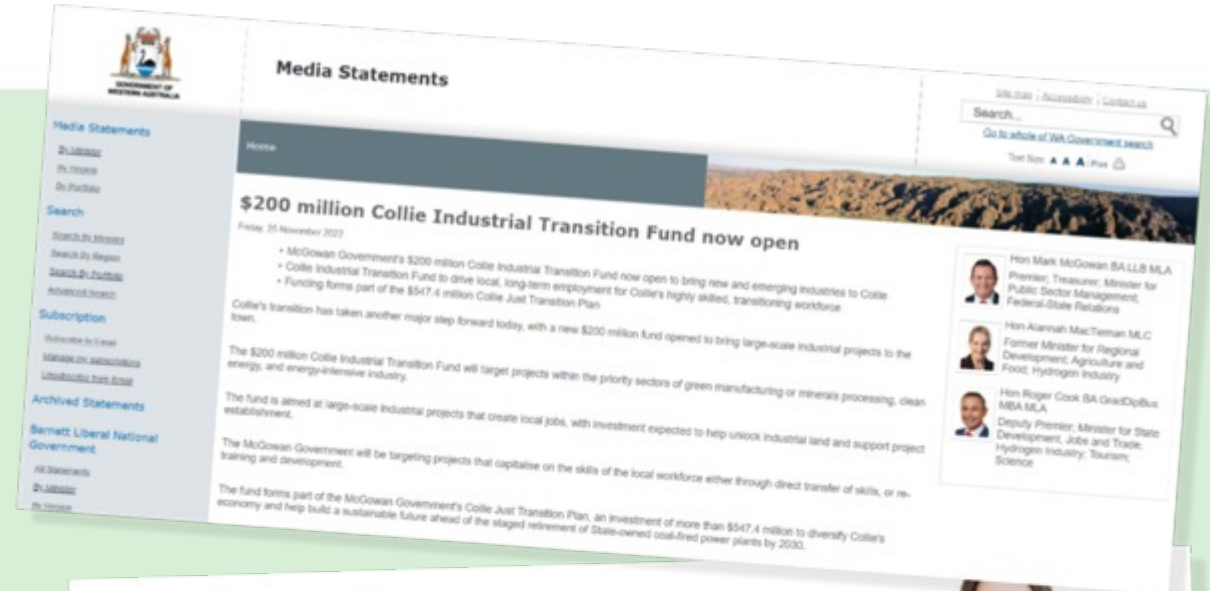 GOVERNMENT OF
WESTERN AUSTRALIA
Media Statements
Site map | Accessibility | Contact us
Search...
Go to whole of WA Government search
Text Size: A A A | Print
Media Statements
By Minister
By Region
By Portfolio
Search
Search By Minister
Search By Region
Search By Portfolio
Advanced Search
Subscription
Subscribe to Email
Manage my subscriptions
Unsubscribe from Email
Archived Statements
Barnett Liberal National
Government
All Statements
By Minister
By Region
Home
$200 million Collie Industrial Transition Fund now open
Friday, 25 November 2022
• McGowan Government's $200 million Collie Industrial Transition Fund now open to bring new and emerging industries to Collie
• Collie Industrial Transition Fund to drive local, long-term employment for Collie's highly skilled, transitioning workforce
• Funding forms part of the $547.4 million Collie Just Transition Plan
Collie's transition has taken another major step forward today, with a new $200 million fund opened to bring large-scale industrial projects to the
town.
The $200 million Collie Industrial Transition Fund will target projects within the priority sectors of green manufacturing or minerals processing, clean
energy, and energy-intensive industry.
The fund is aimed at large-scale industrial projects that create local jobs, with investment expected to help unlock industrial land and support project
establishment.
The McGowan Government will be targeting projects that capitalise on the skills of the local workforce either through direct transfer of skills, or re-
training and development.
The fund forms part of the McGowan Government's Collie Just Transition Plan, an investment of more than $547.4 million to diversify Collie's
economy and help build a sustainable future ahead of the staged retirement of State-owned coal-fired power plants by 2030.
Hon Mark McGowan BA LLB MLA
Premier; Treasurer; Minister for
Public Sector Management;
Federal-State Relations
Hon Alannah MacTiernan MLC
Former Minister for Regional
Development; Agriculture and
Food; Hydrogen Industry
Hon Roger Cook BA GradDipBus
MBA MLA
Deputy Premier; Minister for State
Development, Jobs and Trade;
Hydrogen Industry; Tourism;
Science